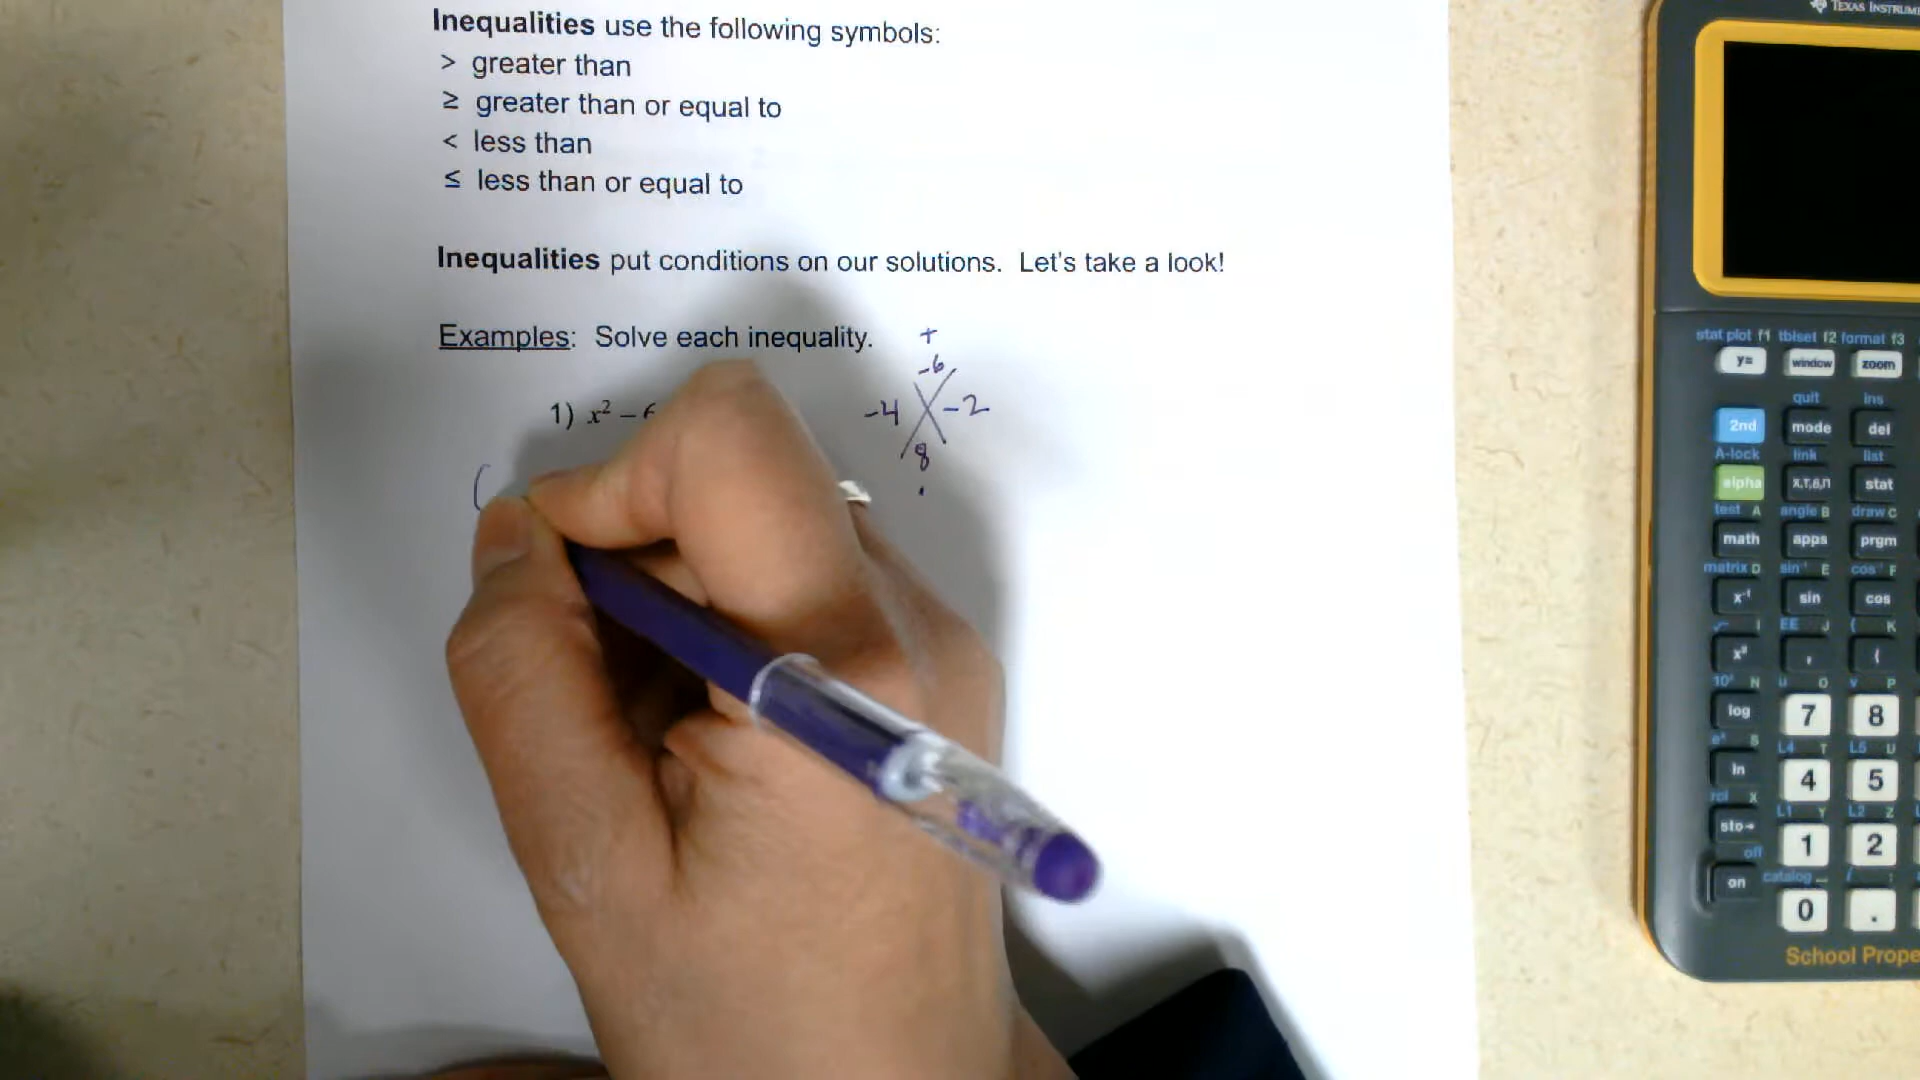 Inequalities use the following symbols:
> greater than
≥ greater than or equal to
< less than
≤ less than or equal to
Inequalities put conditions on our solutions. Let's take a look!
Examples: Solve each inequality.
1) x² – 6
(
+
-6
-4 -2
8
.
TEXAS
stat plot f1 tblset f2 format f3
y= window zoom
quit ins
2nd mode del
A-lock link list
alpha X,T,θ,n stat
test A angle B draw C
math apps prgm
matrix D sin⁻¹ E cos⁻¹ F
x⁻¹ sin cos
√ I EE J { K
x² , (
10ˣ N u O v P
log 7 8
eˣ S L4 T L5 U
ln 4 5
rcl X L1 Y L2 Z
sto→ 1 2
off catalog _ i :
on 0 .
School